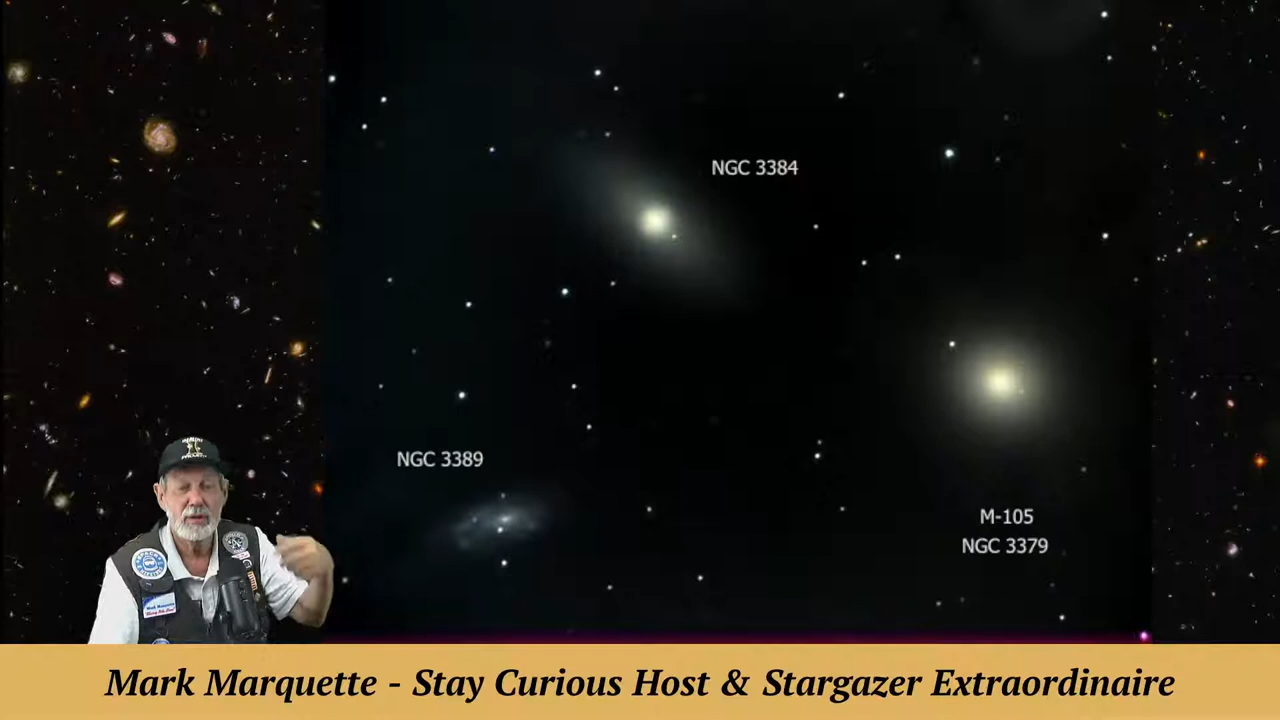 NGC 3384
NGC 3389
M-105
NGC 3379
Mark Marquette - Stay Curious Host & Stargazer Extraordinaire